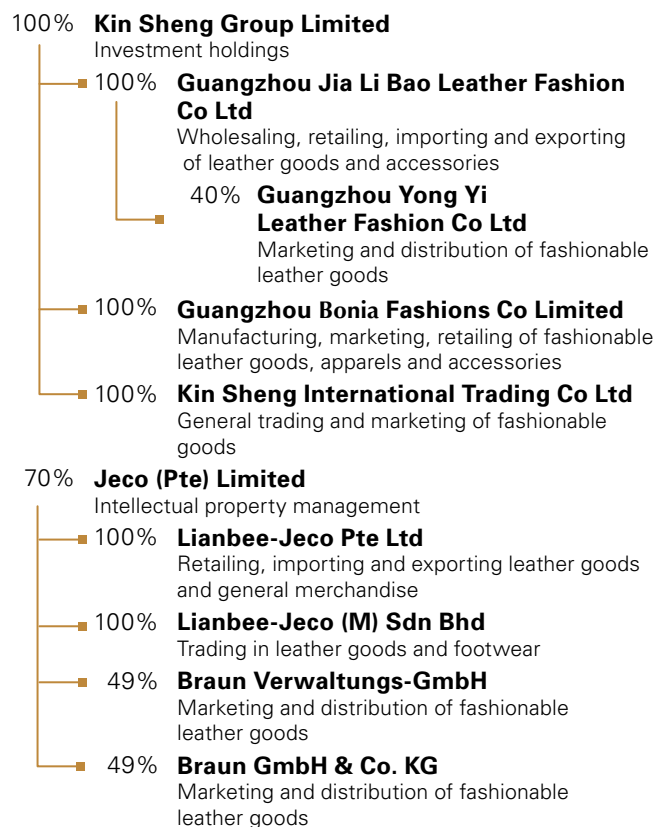 100% Kin Sheng Group Limited
Investment holdings
100% Guangzhou Jia Li Bao Leather Fashion
Co Ltd
Wholesaling, retailing, importing and exporting
of leather goods and accessories
40% Guangzhou Yong Yi
Leather Fashion Co Ltd
Marketing and distribution of fashionable
leather goods
100% Guangzhou Bonia Fashions Co Limited
Manufacturing, marketing, retailing of fashionable
leather goods, apparels and accessories
100% Kin Sheng International Trading Co Ltd
General trading and marketing of fashionable
goods
70% Jeco (Pte) Limited
Intellectual property management
100% Lianbee-Jeco Pte Ltd
Retailing, importing and exporting leather goods
and general merchandise
100% Lianbee-Jeco (M) Sdn Bhd
Trading in leather goods and footwear
49% Braun Verwaltungs-GmbH
Marketing and distribution of fashionable
leather goods
49% Braun GmbH & Co. KG
Marketing and distribution of fashionable
leather goods